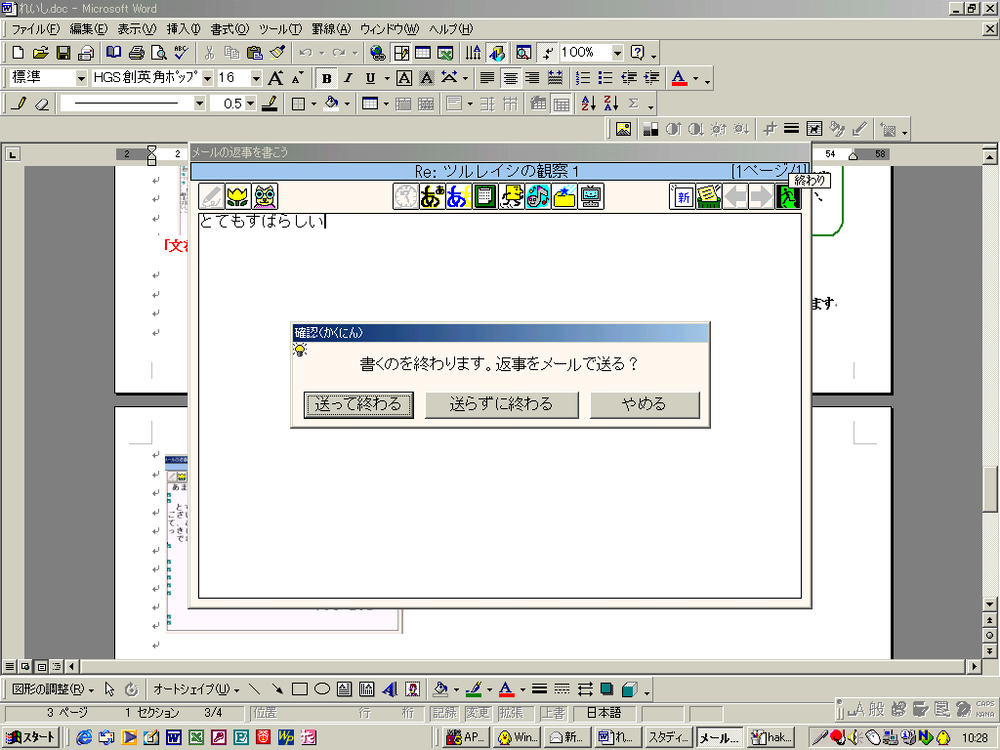 れいし.doc - Microsoft Word
ファイル(F) 編集(E) 表示(V) 挿入(I) 書式(O) ツール(T) 罫線(A) ウィンドウ(W) ヘルプ(H)
100%
標準 HGS創英角ポップ 16 B I U A A A
0.5
2 2 54 58
メールの返事を書こう
Re: ツルレイシの観察 1 [1ページ/1]
終わり
新
とてもすばらしい
「文
ます。
確認(かくにん)
書くのを終わります。返事をメールで送る?
送って終わる 送らずに終わる やめる
図形の調整(R) オートシェイプ(U)
3 ページ 1 セクション 3/4 位置 行 桁 記録 変更 拡張 上書 日本語
A 般 CAPS KANA
スタート AP... Win... 新... れ... スタディ... メール... hak... 10:28